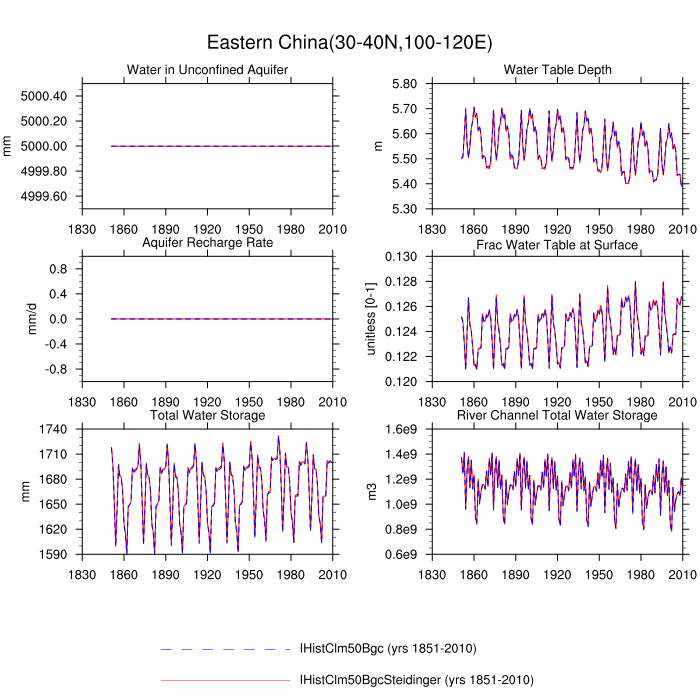 Eastern China(30-40N,100-120E)
Water in Unconfined Aquifer
Water Table Depth
5000.40
5000.20
5000.00
4999.80
4999.60
mm
1830 1860 1890 1920 1950 1980 2010
5.80
5.70
5.60
5.50
5.40
5.30
m
1830 1860 1890 1920 1950 1980 2010
Aquifer Recharge Rate
Frac Water Table at Surface
0.8
0.4
0.0
-0.4
-0.8
mm/d
1830 1860 1890 1920 1950 1980 2010
0.130
0.128
0.126
0.124
0.122
0.120
unitless [0-1]
1830 1860 1890 1920 1950 1980 2010
Total Water Storage
River Channel Total Water Storage
1740
1710
1680
1650
1620
1590
mm
1830 1860 1890 1920 1950 1980 2010
1.6e9
1.4e9
1.2e9
1.0e9
0.8e9
0.6e9
m3
1830 1860 1890 1920 1950 1980 2010
IHistClm50Bgc (yrs 1851-2010)
IHistClm50BgcSteidinger (yrs 1851-2010)